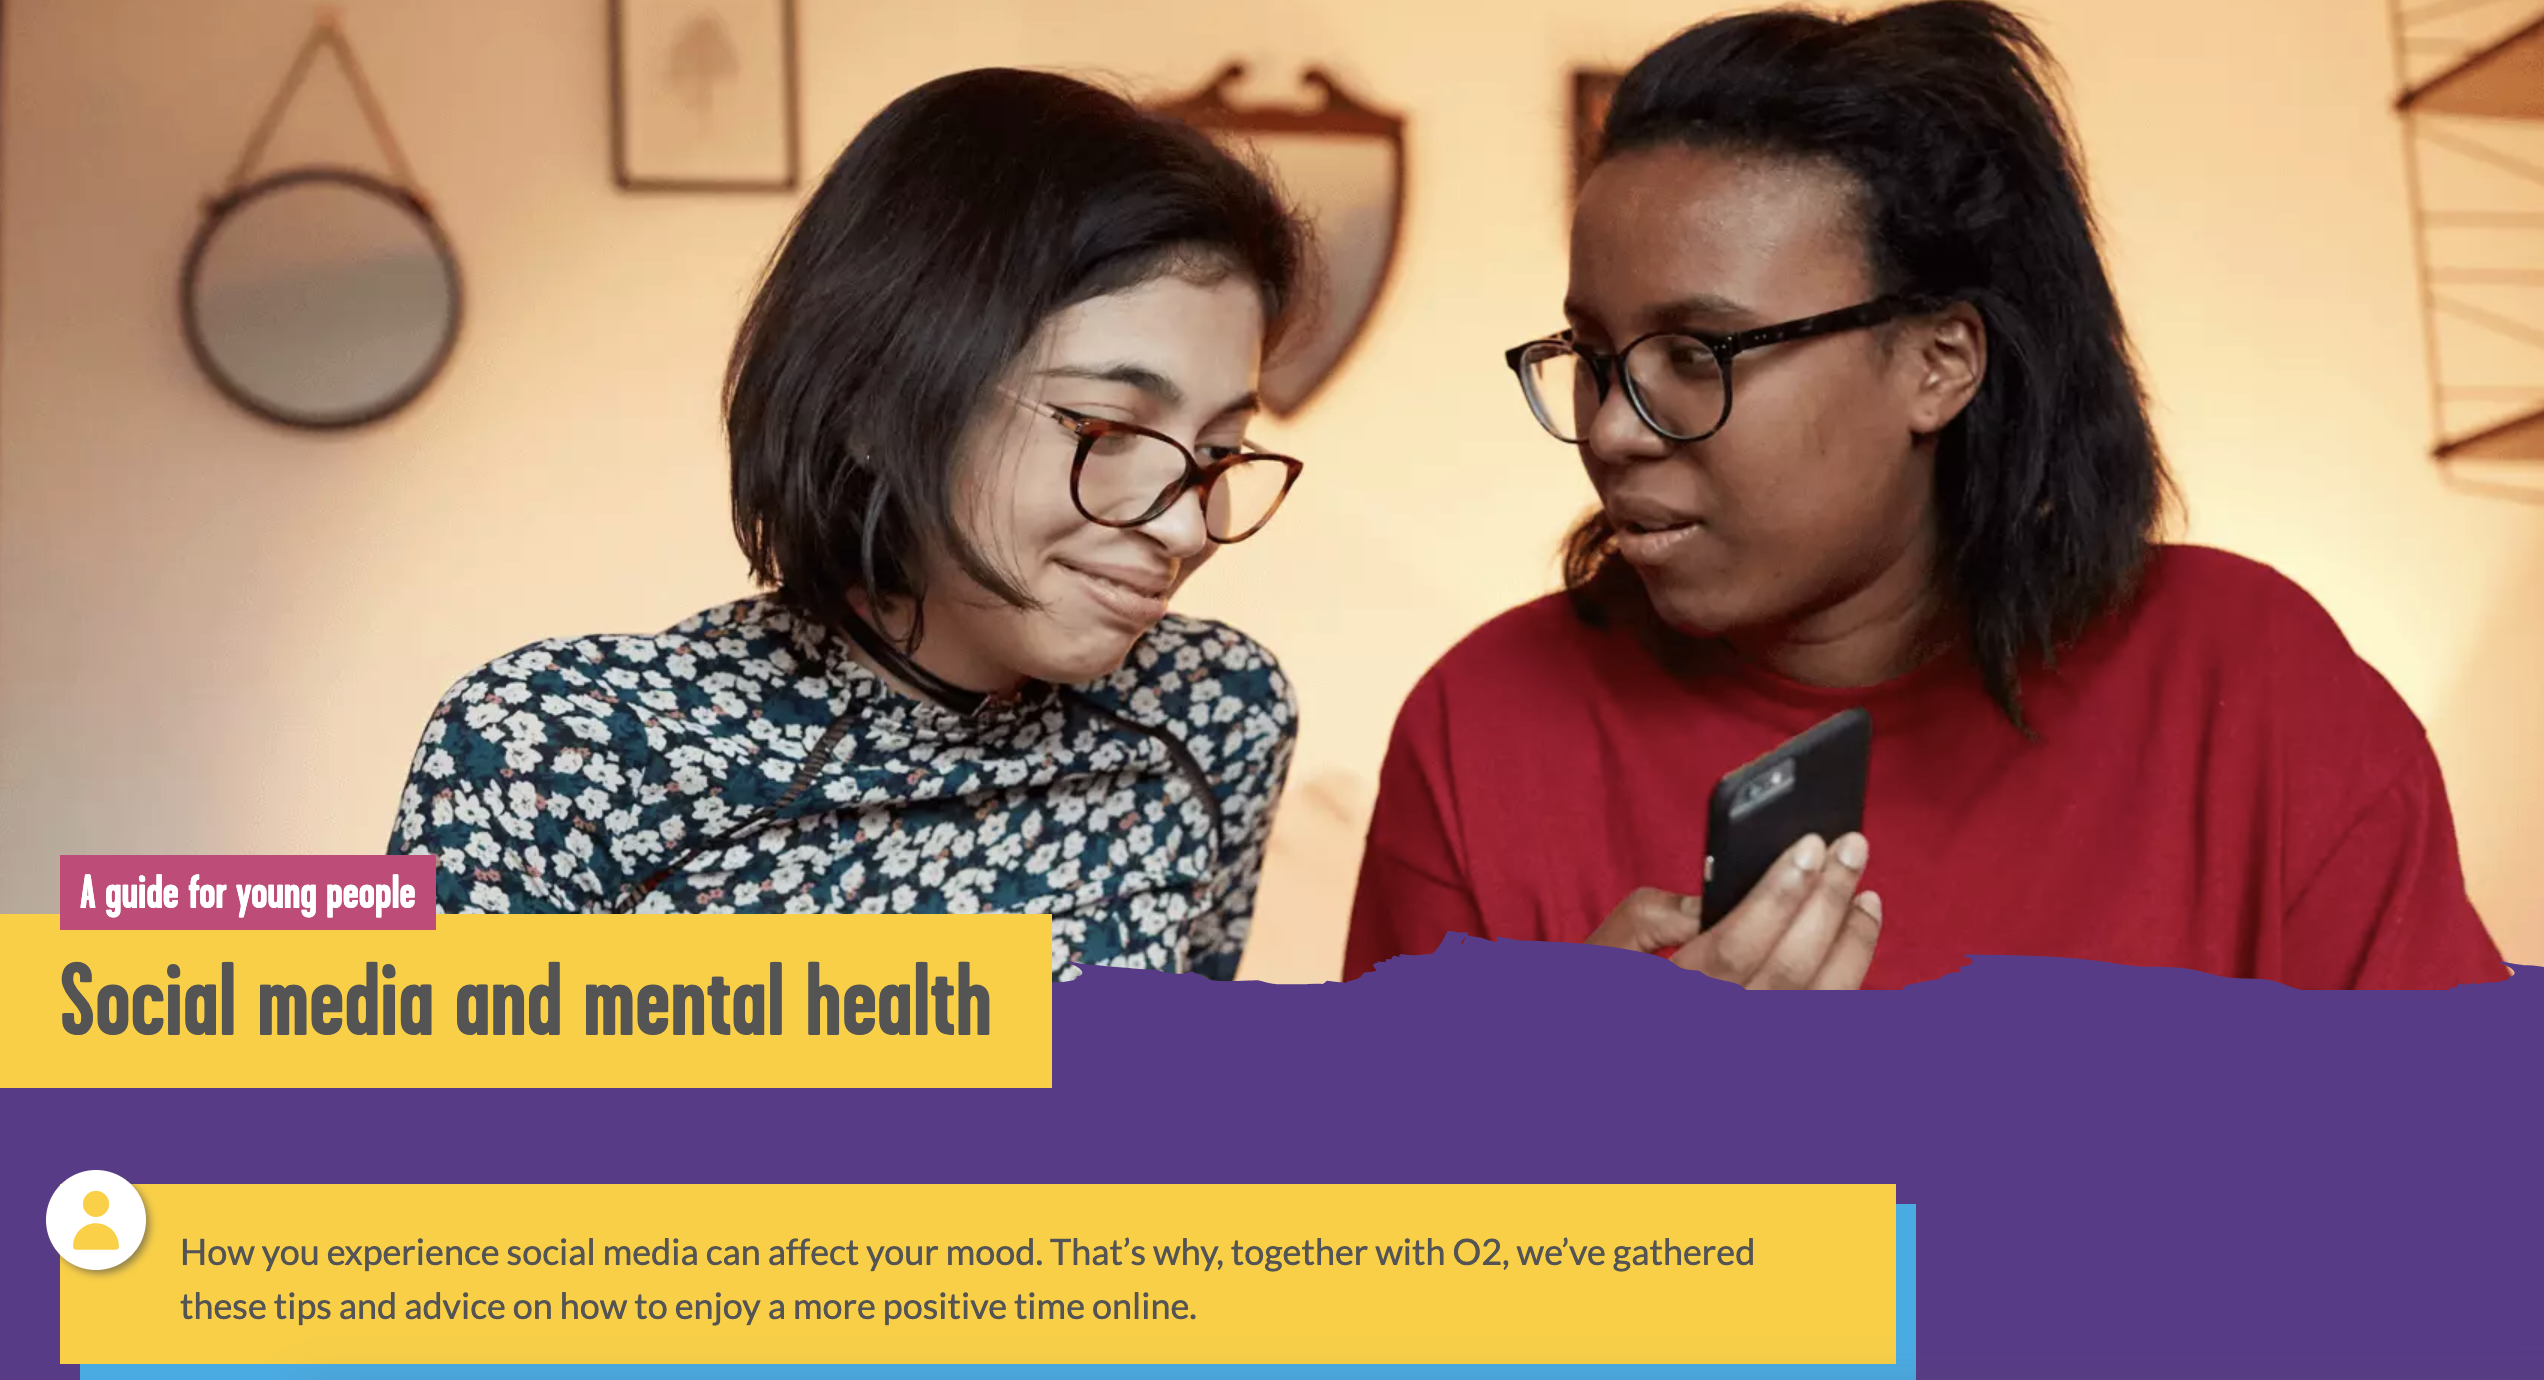 A guide for young people
Social media and mental health
How you experience social media can affect your mood. That’s why, together with O2, we’ve gathered
these tips and advice on how to enjoy a more positive time online.